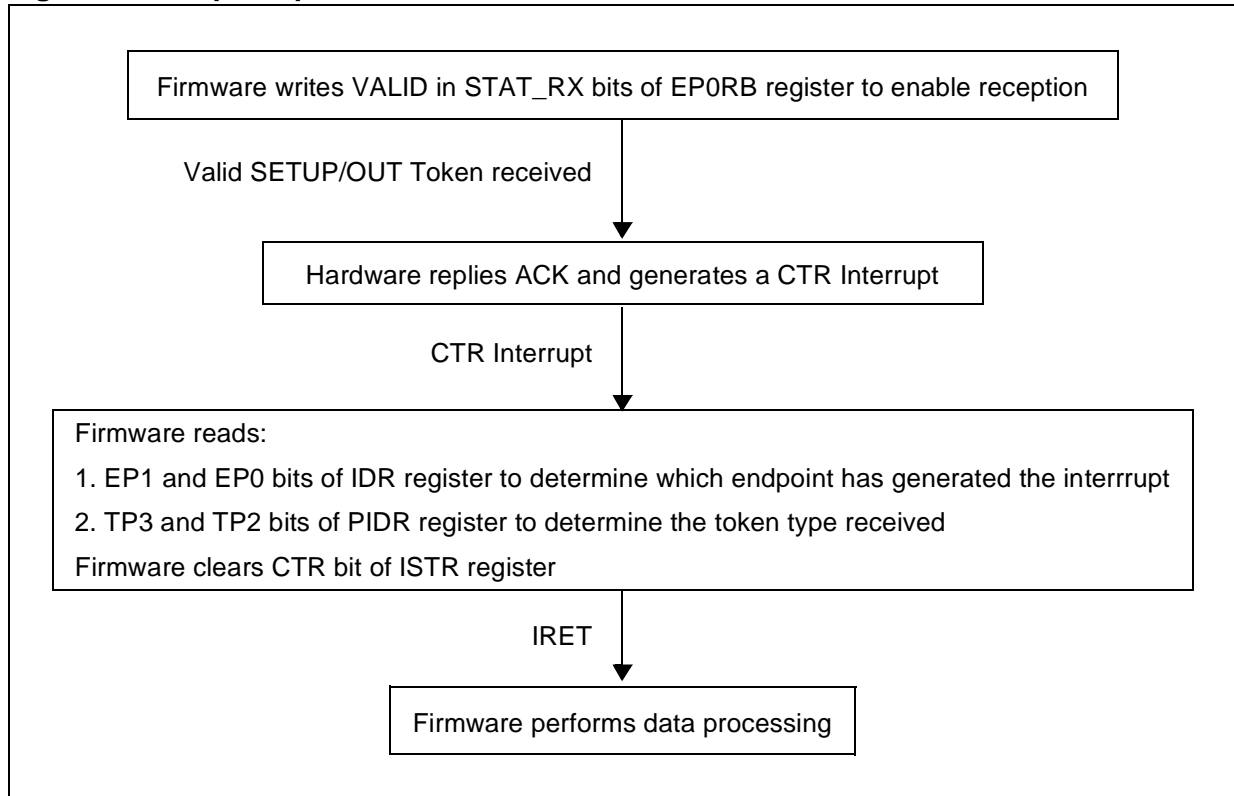 Firmware writes VALID in STAT_RX bits of EP0RB register to enable reception
Valid SETUP/OUT Token received
Hardware replies ACK and generates a CTR Interrupt
CTR Interrupt
Firmware reads:
1. EP1 and EP0 bits of IDR register to determine which endpoint has generated the interrrupt
2. TP3 and TP2 bits of PIDR register to determine the token type received
Firmware clears CTR bit of ISTR register
IRET
Firmware performs data processing